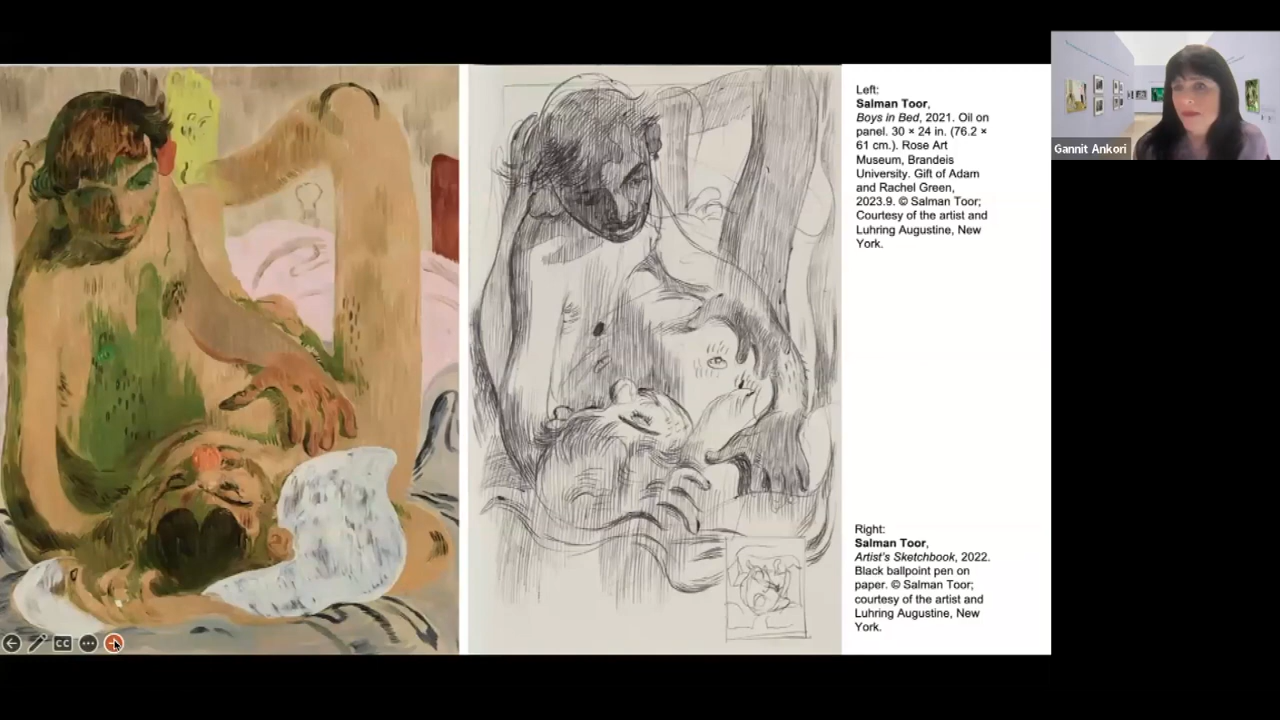 Left:
Salman Toor,
Boys in Bed, 2021. Oil on
panel. 30 × 24 in. (76.2 ×
61 cm.). Rose Art
Museum, Brandeis
University. Gift of Adam
and Rachel Green,
2023.9. © Salman Toor;
Courtesy of the artist and
Luhring Augustine, New
York.
Right:
Salman Toor,
Artist's Sketchbook, 2022.
Black ballpoint pen on
paper. © Salman Toor;
courtesy of the artist and
Luhring Augustine, New
York.
Gannit Ankori
CC